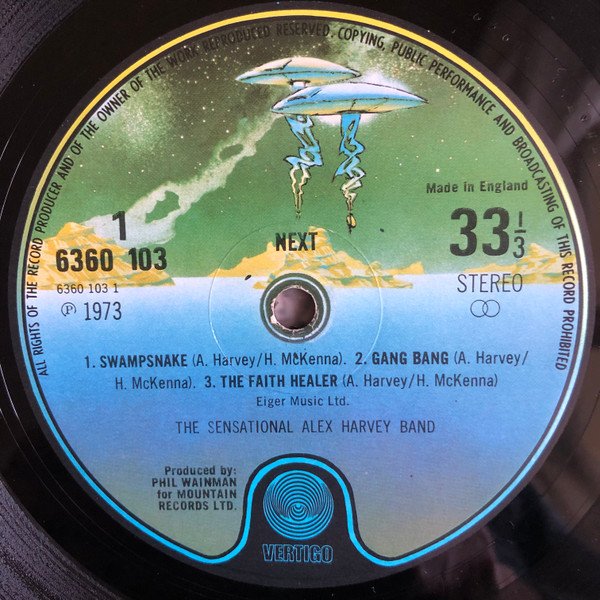 ALL RIGHTS OF THE RECORD PRODUCER AND OF THE OWNER OF THE WORK REPRODUCED RESERVED. COPYING, PUBLIC PERFORMANCE AND BROADCASTING OF THIS RECORD PROHIBITED
Made in England
1
NEXT
33 1/3
6360 103
6360 103 1
STEREO
Ⓟ 1973
1. SWAMPSNAKE (A. Harvey/H. McKenna). 2. GANG BANG (A. Harvey/
H. McKenna). 3. THE FAITH HEALER (A. Harvey/H. McKenna)
Eiger Music Ltd.
THE SENSATIONAL ALEX HARVEY BAND
Produced by:
PHIL WAINMAN
for MOUNTAIN
RECORDS LTD.
VERTIGO